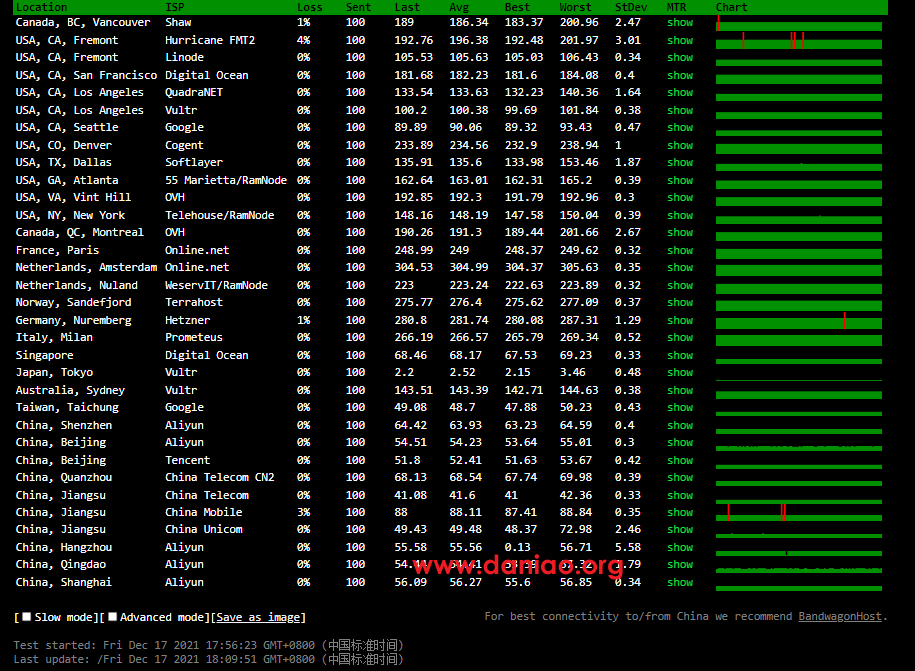 Location ISP Loss Sent Last Avg Best Worst StDev MTR Chart
Canada, BC, Vancouver Shaw 1% 100 189 186.34 183.37 200.96 2.47 show
USA, CA, Fremont Hurricane FMT2 4% 100 192.76 196.38 192.48 201.97 3.01 show
USA, CA, Fremont Linode 0% 100 105.53 105.63 105.03 106.43 0.34 show
USA, CA, San Francisco Digital Ocean 0% 100 181.68 182.23 181.6 184.08 0.4 show
USA, CA, Los Angeles QuadraNET 0% 100 133.54 133.63 132.23 140.36 1.64 show
USA, CA, Los Angeles Vultr 0% 100 100.2 100.38 99.69 101.84 0.38 show
USA, CA, Seattle Google 0% 100 89.89 90.06 89.32 93.43 0.47 show
USA, CO, Denver Cogent 0% 100 233.89 234.56 232.9 238.94 1 show
USA, TX, Dallas Softlayer 0% 100 135.91 135.6 133.98 153.46 1.87 show
USA, GA, Atlanta 55 Marietta/RamNode 0% 100 162.64 163.01 162.31 165.2 0.39 show
USA, VA, Vint Hill OVH 0% 100 192.85 192.3 191.79 192.96 0.3 show
USA, NY, New York Telehouse/RamNode 0% 100 148.16 148.19 147.58 150.04 0.39 show
Canada, QC, Montreal OVH 0% 100 190.26 191.3 189.44 201.66 2.67 show
France, Paris Online.net 0% 100 248.99 249 248.37 249.62 0.32 show
Netherlands, Amsterdam Online.net 0% 100 304.53 304.99 304.37 305.63 0.35 show
Netherlands, Nuland WeservIT/RamNode 0% 100 223 223.24 222.63 223.89 0.32 show
Norway, Sandefjord Terrahost 0% 100 275.77 276.4 275.62 277.09 0.37 show
Germany, Nuremberg Hetzner 1% 100 280.8 281.74 280.08 287.31 1.29 show
Italy, Milan Prometeus 0% 100 266.19 266.57 265.79 269.34 0.52 show
Singapore Digital Ocean 0% 100 68.46 68.17 67.53 69.23 0.33 show
Japan, Tokyo Vultr 0% 100 2.2 2.52 2.15 3.46 0.48 show
Australia, Sydney Vultr 0% 100 143.51 143.39 142.71 144.63 0.38 show
Taiwan, Taichung Google 0% 100 49.08 48.7 47.88 50.23 0.43 show
China, Shenzhen Aliyun 0% 100 64.42 63.93 63.23 64.59 0.4 show
China, Beijing Aliyun 0% 100 54.51 54.23 53.64 55.01 0.3 show
China, Beijing Tencent 0% 100 51.8 52.41 51.63 53.67 0.42 show
China, Quanzhou China Telecom CN2 0% 100 68.13 68.54 67.74 69.98 0.39 show
China, Jiangsu China Telecom 0% 100 41.08 41.6 41 42.36 0.33 show
China, Jiangsu China Mobile 3% 100 88 88.11 87.41 88.84 0.35 show
China, Jiangsu China Unicom 0% 100 49.43 49.48 48.37 72.98 2.46 show
China, Hangzhou Aliyun 0% 100 55.58 55.56 0.13 56.71 5.58 show
China, Qingdao Aliyun 0% 100 show
www.daniao.org
China, Shanghai Aliyun 0% 100 56.09 56.27 55.6 56.85 0.34 show
[ Slow mode][ Advanced mode][Save as image] For best connectivity to/from China we recommend BandwagonHost.
Test started: Fri Dec 17 2021 17:56:23 GMT+0800 (中国标准时间)
Last update: /Fri Dec 17 2021 18:09:51 GMT+0800 (中国标准时间)